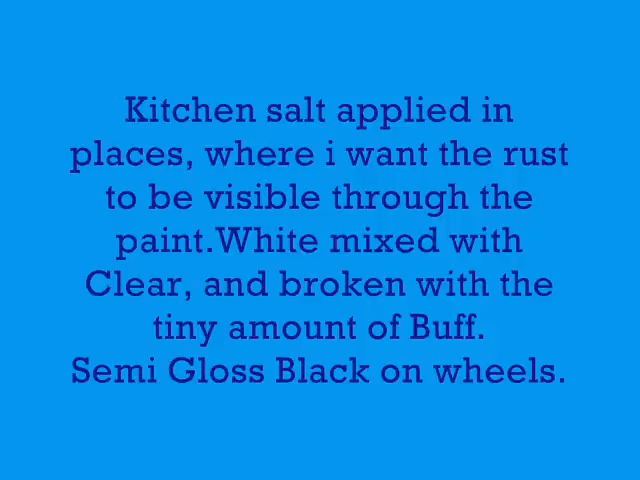 Kitchen salt applied in
places, where i want the rust
to be visible through the
paint.White mixed with
Clear, and broken with the
tiny amount of Buff.
Semi Gloss Black on wheels.